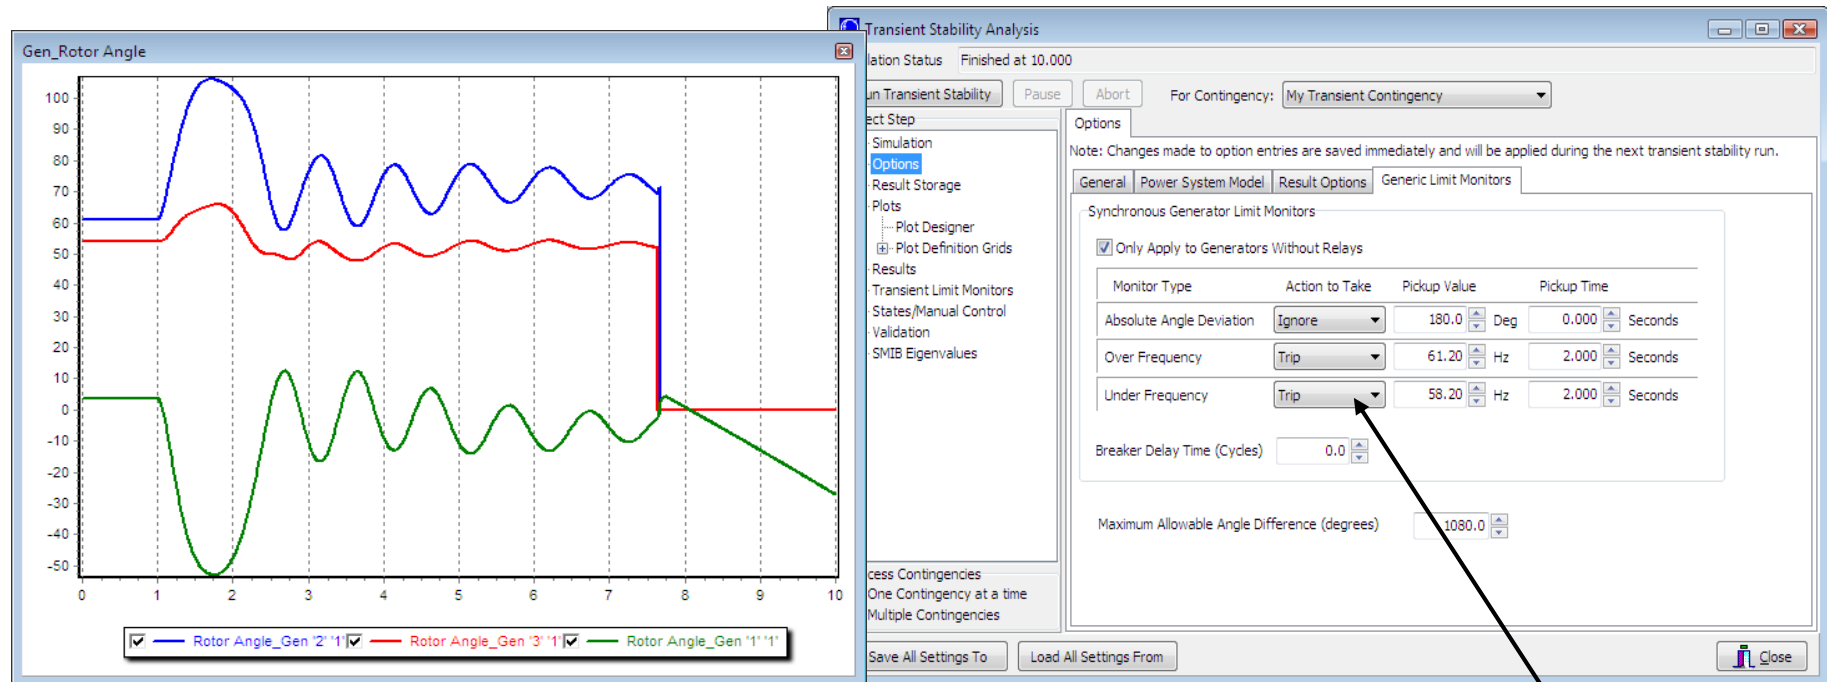 Gen_Rotor Angle
100
90
80
70
60
50
40
30
20
10
0
-10
-20
-30
-40
-50
0 1 2 3 4 5 6 7 8 9 10
Rotor Angle_Gen '2' '1' Rotor Angle_Gen '3' '1' Rotor Angle_Gen '1' '1'
Transient Stability Analysis
lation Status Finished at 10.000
un Transient Stability Pause Abort For Contingency: My Transient Contingency
ect Step
Simulation
Options
Result Storage
Plots
Plot Designer
Plot Definition Grids
Results
Transient Limit Monitors
States/Manual Control
Validation
SMIB Eigenvalues
cess Contingencies
One Contingency at a time
Multiple Contingencies
Options
Note: Changes made to option entries are saved immediately and will be applied during the next transient stability run.
General Power System Model Result Options Generic Limit Monitors
Synchronous Generator Limit Monitors
Only Apply to Generators Without Relays
Monitor Type Action to Take Pickup Value Pickup Time
Absolute Angle Deviation Ignore 180.0 Deg 0.000 Seconds
Over Frequency Trip 61.20 Hz 2.000 Seconds
Under Frequency Trip 58.20 Hz 2.000 Seconds
Breaker Delay Time (Cycles) 0.0
Maximum Allowable Angle Difference (degrees) 1080.0
Save All Settings To Load All Settings From Close